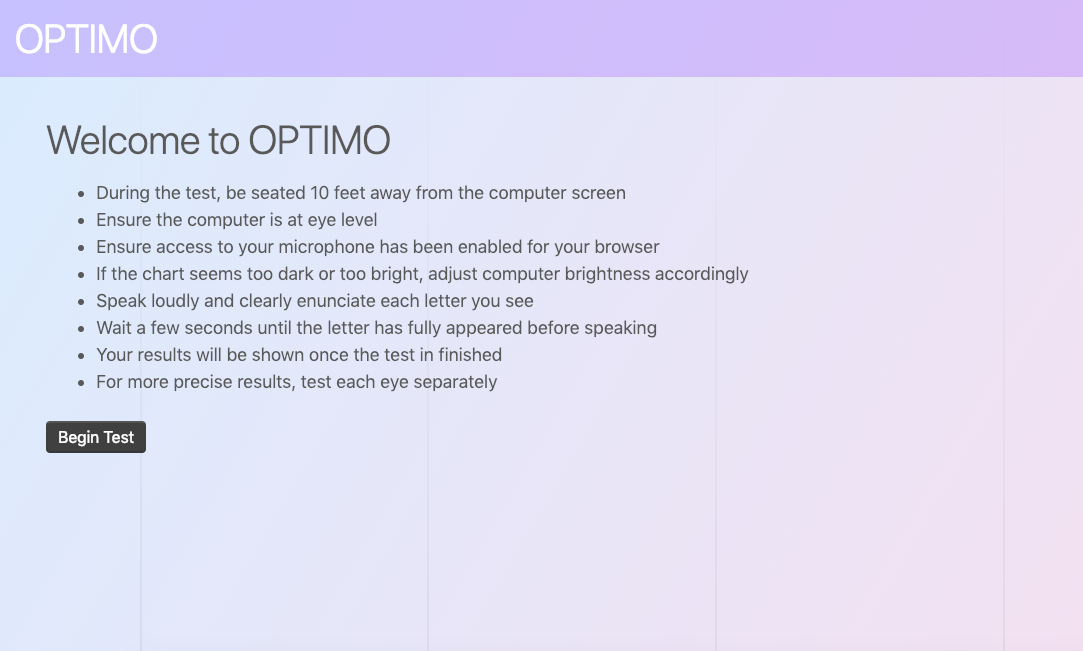 OPTIMO
Welcome to OPTIMO
During the test, be seated 10 feet away from the computer screen
Ensure the computer is at eye level
Ensure access to your microphone has been enabled for your browser
If the chart seems too dark or too bright, adjust computer brightness accordingly
Speak loudly and clearly enunciate each letter you see
Wait a few seconds until the letter has fully appeared before speaking
Your results will be shown once the test in finished
For more precise results, test each eye separately
Begin Test